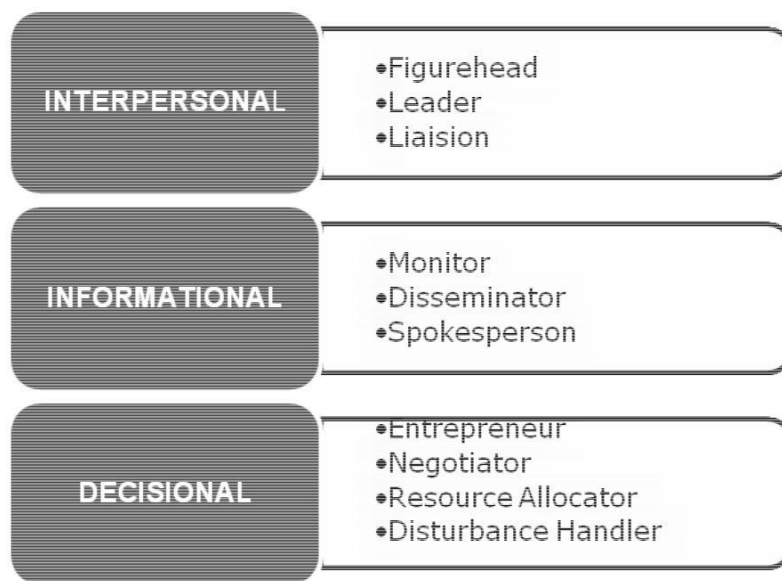 INTERPERSONAL
•Figurehead
•Leader
•Liaision
INFORMATIONAL
•Monitor
•Disseminator
•Spokesperson
DECISIONAL
•Entrepreneur
•Negotiator
•Resource Allocator
•Disturbance Handler